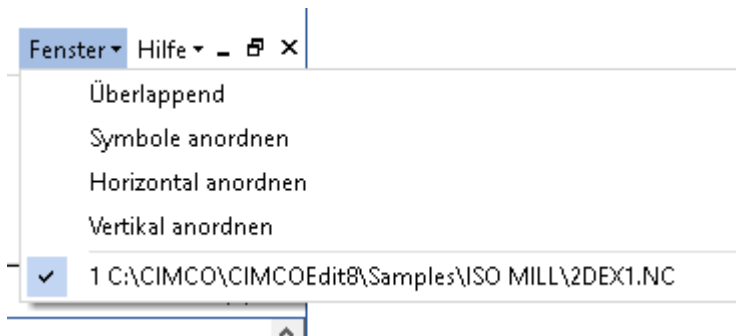 Fenster Hilfe
Überlappend
Symbole anordnen
Horizontal anordnen
Vertikal anordnen
1 C:\CIMCO\CIMCOEdit8\Samples\ISO MILL\2DEX1.NC